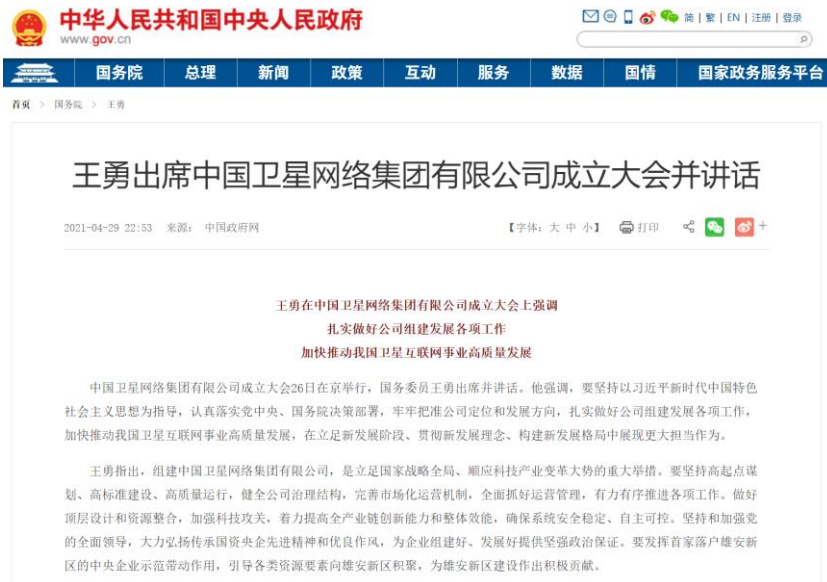 中华人民共和国中央人民政府
www.gov.cn
简 | 繁 | EN | 注册 | 登录
国务院 总理 新闻 政策 互动 服务 数据 国情 国家政务服务平台
首页 > 国务院 > 王勇
王勇出席中国卫星网络集团有限公司成立大会并讲话
2021-04-29 22:53 来源： 中国政府网 【字体：大 中 小】 打印 +
王勇在中国卫星网络集团有限公司成立大会上强调
扎实做好公司组建发展各项工作
加快推动我国卫星互联网事业高质量发展
中国卫星网络集团有限公司成立大会26日在京举行，国务委员王勇出席并讲话。他强调，要坚持以习近平新时代中国特色
社会主义思想为指导，认真落实党中央、国务院决策部署，牢牢把准公司定位和发展方向，扎实做好公司组建发展各项工作，
加快推动我国卫星互联网事业高质量发展，在立足新发展阶段、贯彻新发展理念、构建新发展格局中展现更大担当作为。
王勇指出，组建中国卫星网络集团有限公司，是立足国家战略全局、顺应科技产业变革大势的重大举措。要坚持高起点谋
划、高标准建设、高质量运行，健全公司治理结构，完善市场化运营机制，全面抓好运营管理，有力有序推进各项工作。做好
顶层设计和资源整合，加强科技攻关，着力提高全产业链创新能力和整体效能，确保系统安全稳定、自主可控。坚持和加强党
的全面领导，大力弘扬传承国资央企先进精神和优良作风，为企业组建好、发展好提供坚强政治保证。要发挥首家落户雄安新
区的中央企业示范带动作用，引导各类资源要素向雄安新区积聚，为雄安新区建设作出积极贡献。